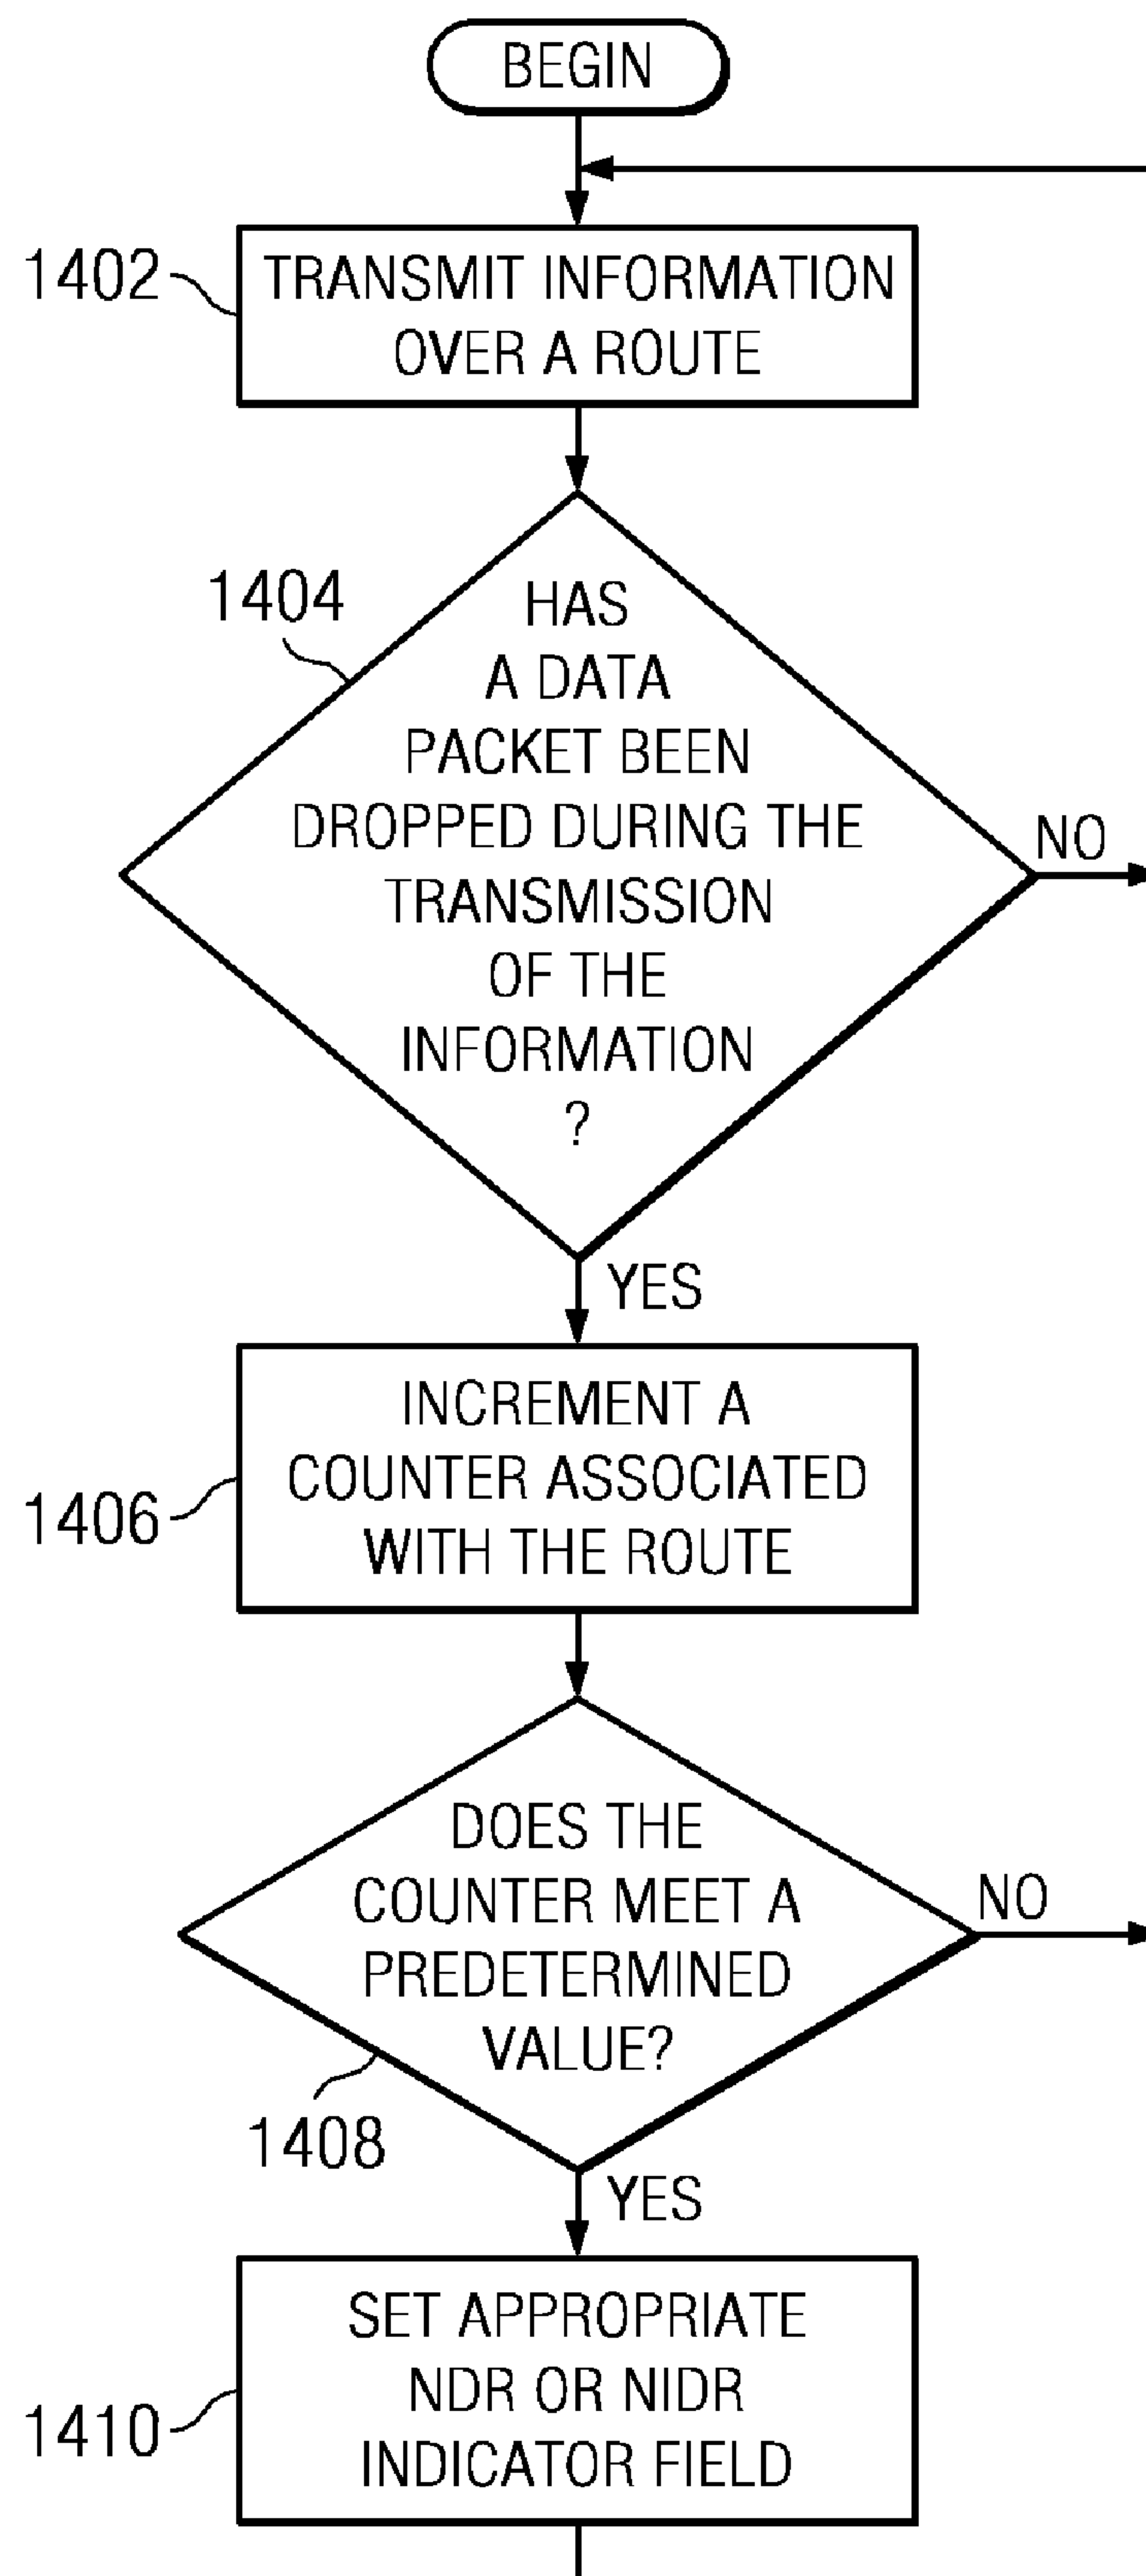 BEGIN
1402
TRANSMIT INFORMATION
OVER A ROUTE
1404
HAS
A DATA
PACKET BEEN
DROPPED DURING THE
TRANSMISSION
OF THE
INFORMATION
?
NO
YES
1406
INCREMENT A
COUNTER ASSOCIATED
WITH THE ROUTE
DOES THE
COUNTER MEET A
PREDETERMINED
VALUE?
NO
1408
YES
1410
SET APPROPRIATE
NDR OR NIDR
INDICATOR FIELD